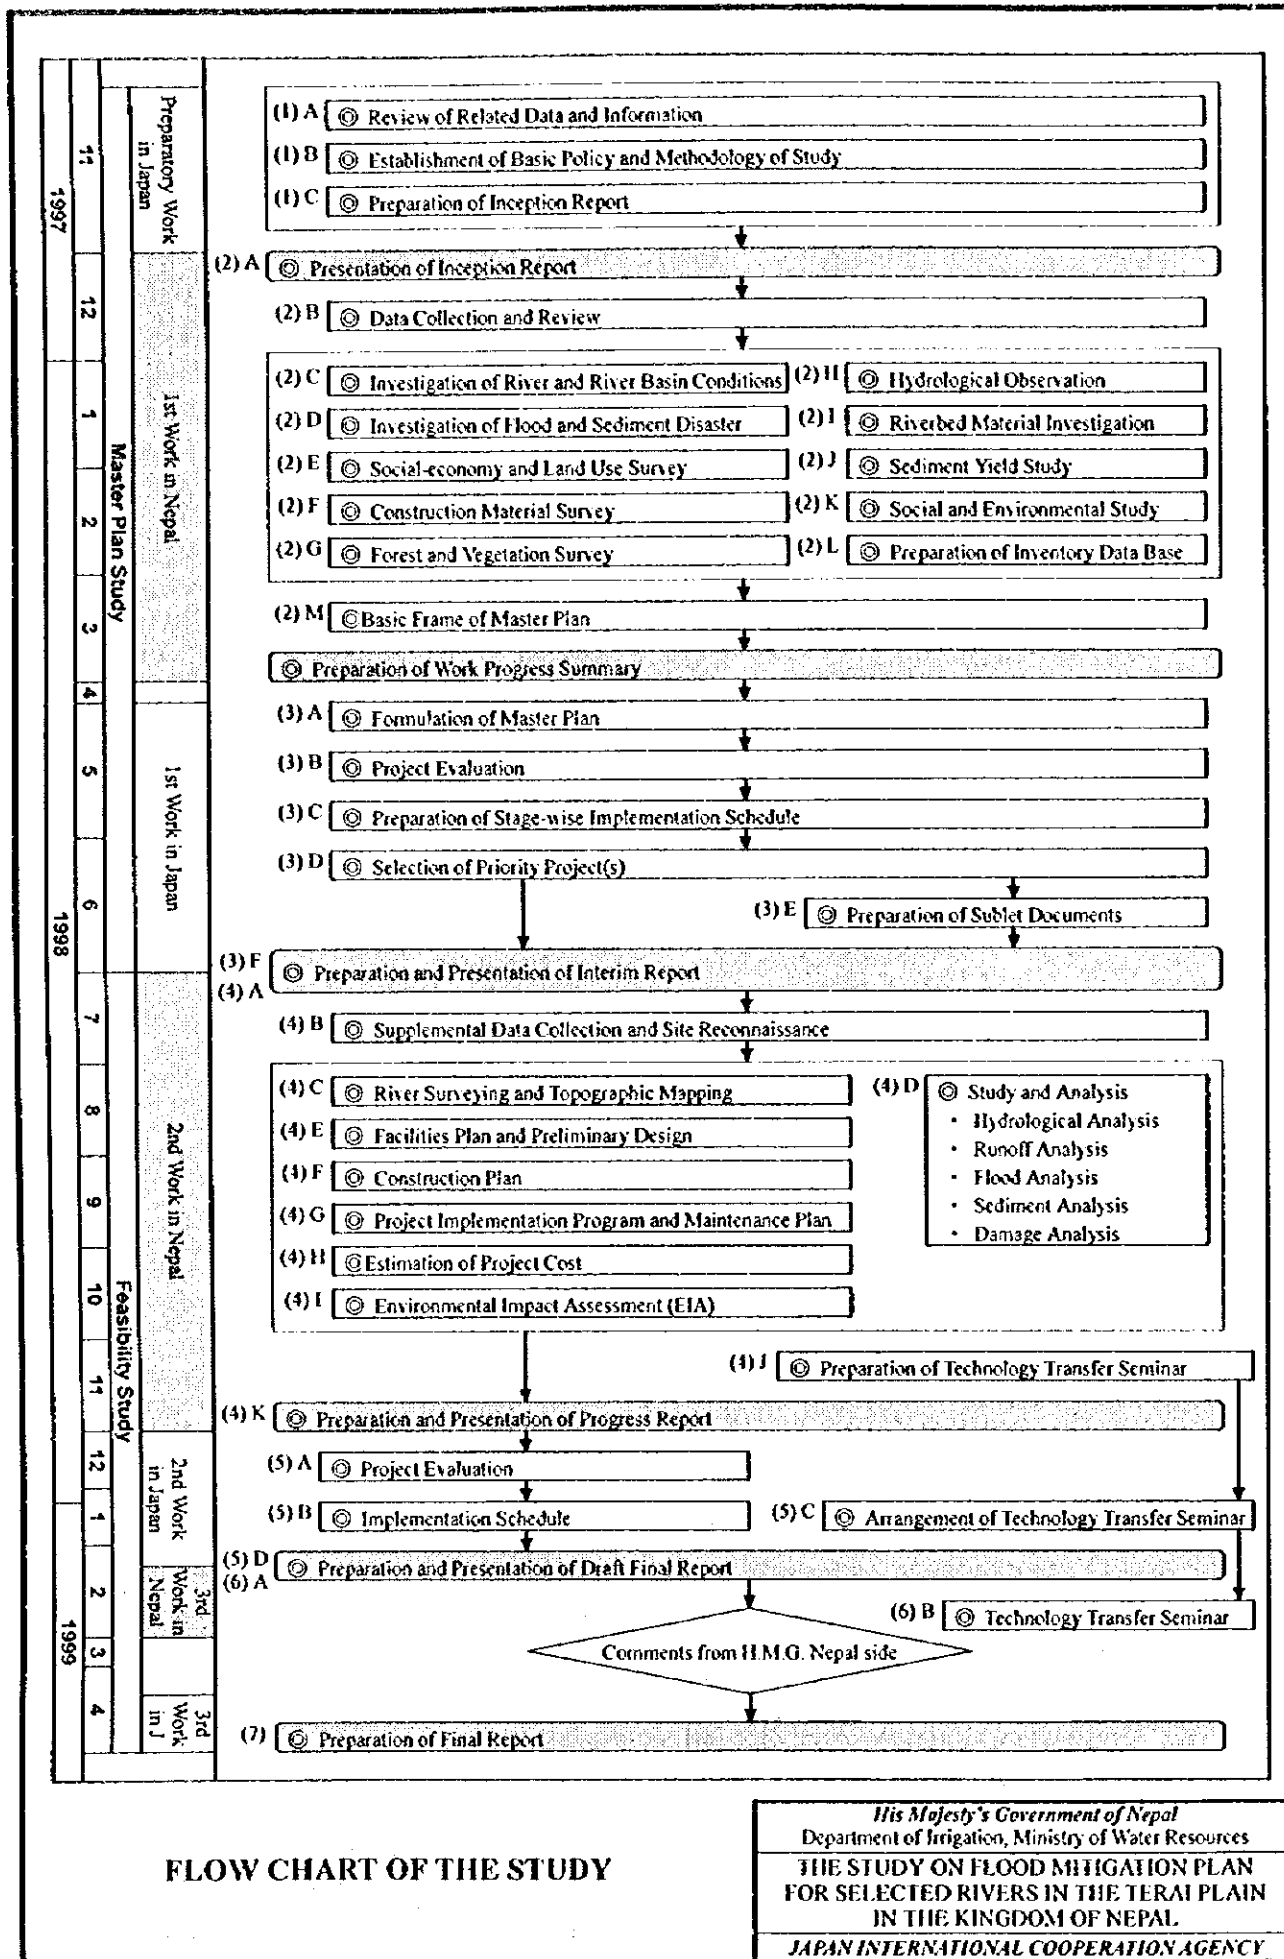 1997
1998
1999
11
12
1
2
3
4
5
6
7
8
9
10
11
12
1
2
3
4
Master Plan Study
Feasibility Study
Preparatory Work
in Japan
1st Work in Nepal
1st Work in Japan
2nd Work in Nepal
2nd Work
in Japan
3rd
Work in
Nepal
3rd
Work
in J
(1) A ◎ Review of Related Data and Information
(1) B ◎ Establishment of Basic Policy and Methodology of Study
(1) C ◎ Preparation of Inception Report
(2) A ◎ Presentation of Inception Report
(2) B ◎ Data Collection and Review
(2) C ◎ Investigation of River and River Basin Conditions
(2) H ◎ Hydrological Observation
(2) D ◎ Investigation of Flood and Sediment Disaster
(2) I ◎ Riverbed Material Investigation
(2) E ◎ Social-economy and Land Use Survey
(2) J ◎ Sediment Yield Study
(2) F ◎ Construction Material Survey
(2) K ◎ Social and Environmental Study
(2) G ◎ Forest and Vegetation Survey
(2) L ◎ Preparation of Inventory Data Base
(2) M ◎Basic Frame of Master Plan
◎ Preparation of Work Progress Summary
(3) A ◎ Formulation of Master Plan
(3) B ◎ Project Evaluation
(3) C ◎ Preparation of Stage-wise Implementation Schedule
(3) D ◎ Selection of Priority Project(s)
(3) E ◎ Preparation of Sublet Documents
(3) F
(4) A
◎ Preparation and Presentation of Interim Report
(4) B ◎ Supplemental Data Collection and Site Reconnaissance
(4) C ◎ River Surveying and Topographic Mapping
(4) E ◎ Facilities Plan and Preliminary Design
(4) F ◎ Construction Plan
(4) G ◎ Project Implementation Program and Maintenance Plan
(4) H ◎Estimation of Project Cost
(4) I ◎ Environmental Impact Assessment (EIA)
(4) D ◎ Study and Analysis
· Hydrological Analysis
· Runoff Analysis
· Flood Analysis
· Sediment Analysis
· Damage Analysis
(4) J ◎ Preparation of Technology Transfer Seminar
(4) K ◎ Preparation and Presentation of Progress Report
(5) A ◎ Project Evaluation
(5) B ◎ Implementation Schedule
(5) C ◎ Arrangement of Technology Transfer Seminar
(5) D
(6) A
◎ Preparation and Presentation of Draft Final Report
(6) B ◎ Technology Transfer Seminar
Comments from H.M.G. Nepal side
(7) ◎ Preparation of Final Report
FLOW CHART OF THE STUDY
His Majesty's Government of Nepal
Department of Irrigation, Ministry of Water Resources
THE STUDY ON FLOOD MITIGATION PLAN
FOR SELECTED RIVERS IN THE TERAI PLAIN
IN THE KINGDOM OF NEPAL
JAPAN INTERNATIONAL COOPERATION AGENCY